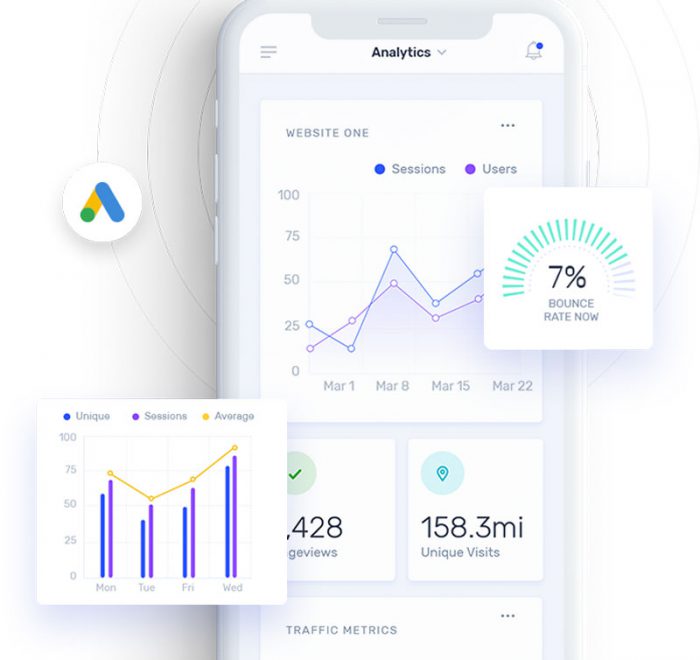 Analytics
WEBSITE ONE
Sessions Users
100
75
50
25
0
Mar 1 Mar 8 Mar 15 Mar 22
7%
BOUNCE
RATE NOW
Unique Sessions Average
100
75
50
25
0
Mon Tue Fri Wed
,428
geviews
158.3mi
Unique Visits
TRAFFIC METRICS